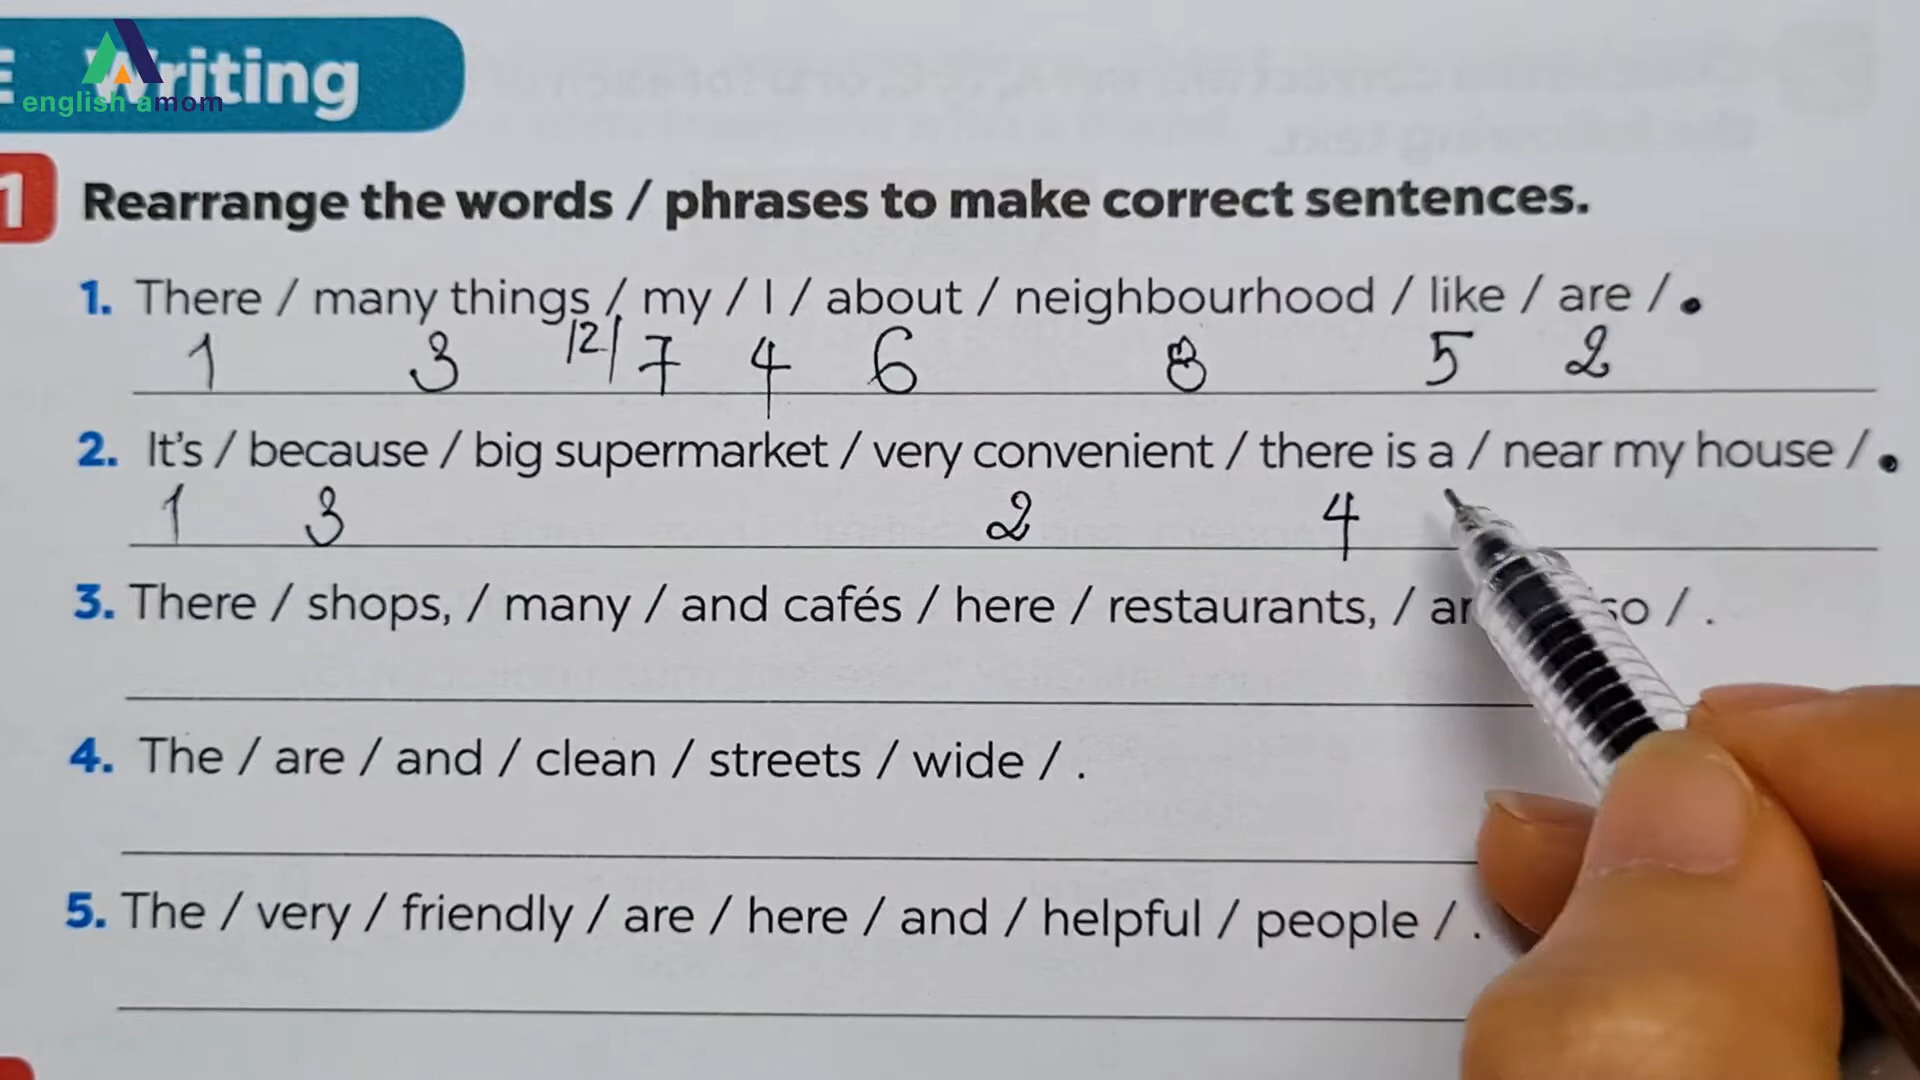 Writing
english amom
1 Rearrange the words / phrases to make correct sentences.
1. There / many things / my / I / about / neighbourhood / like / are / .
1 3 /2/ 7 4 6 8 5 2
2. It's / because / big supermarket / very convenient / there is a / near my house / .
1 3 2 4
3. There / shops, / many / and cafés / here / restaurants, / / .
4. The / are / and / clean / streets / wide / .
5. The / very / friendly / are / here / and / helpful / people / .